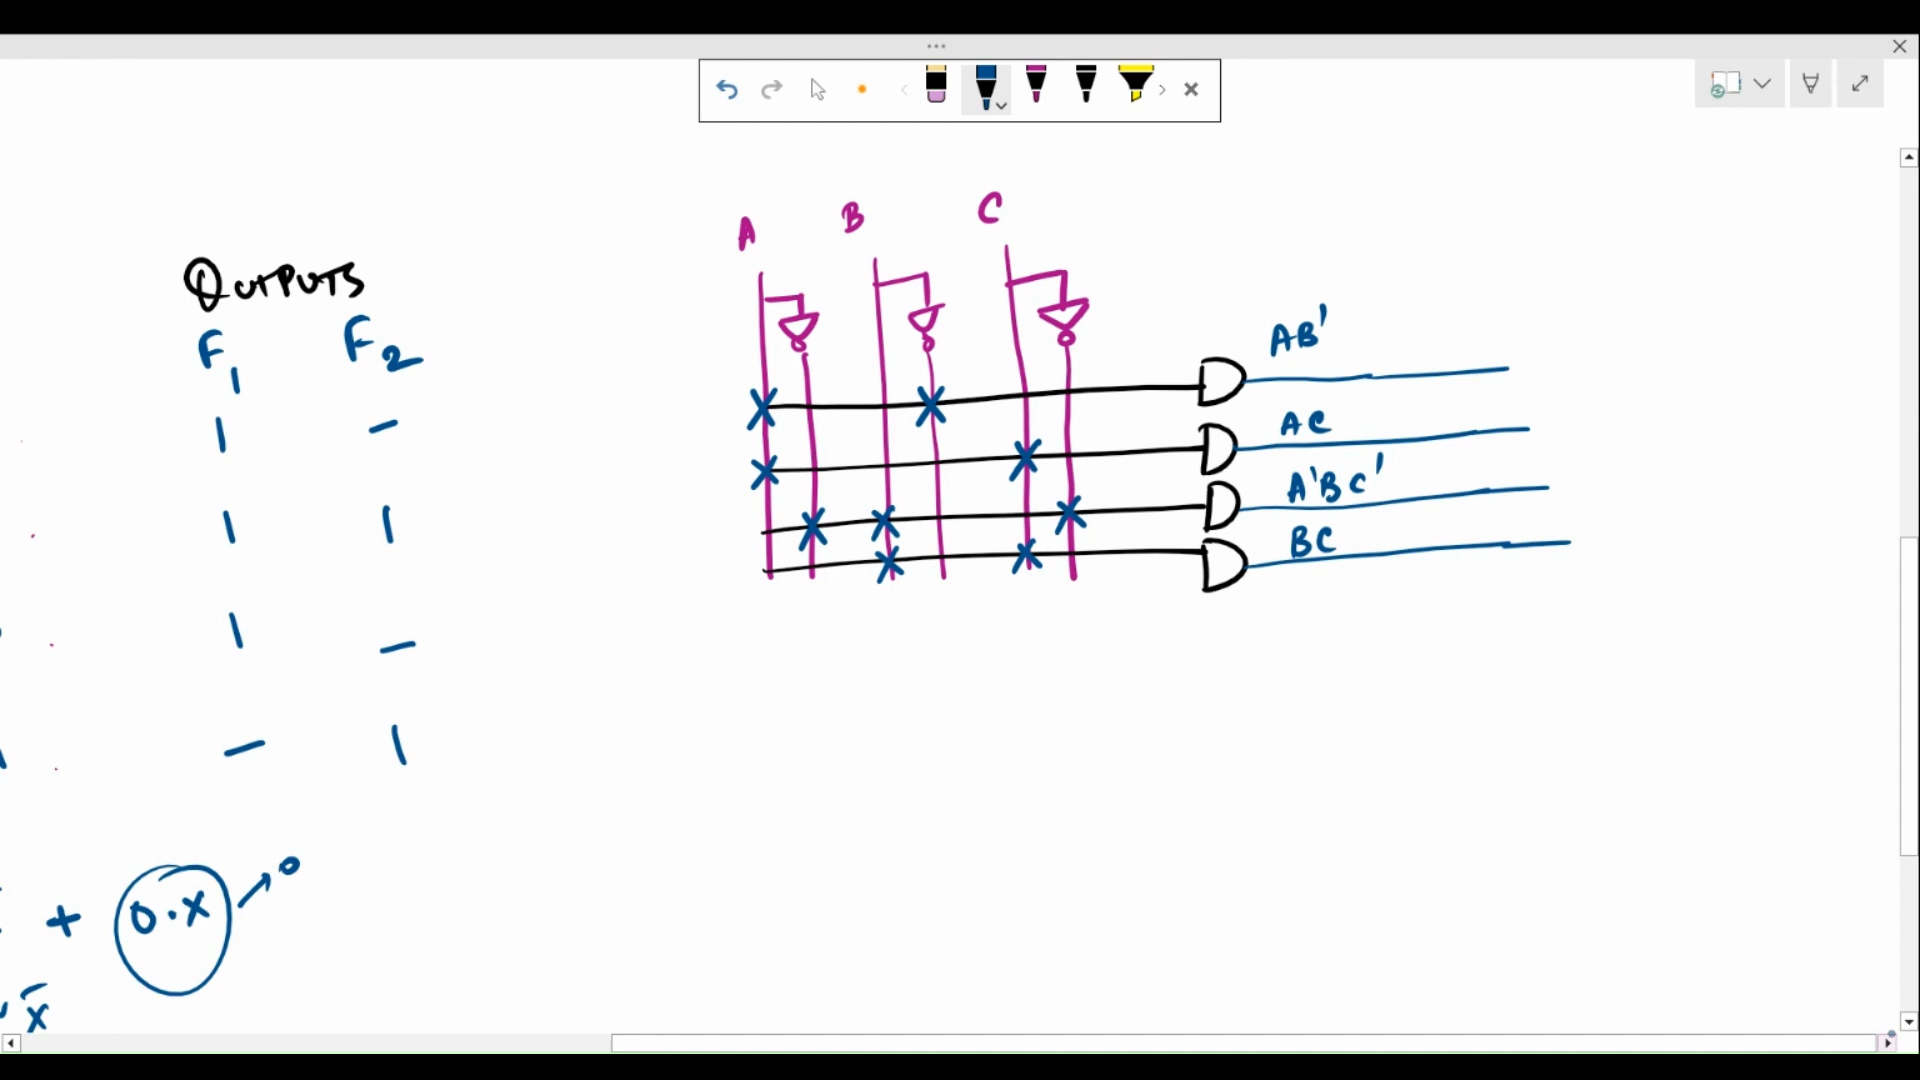 A B C
OUTPUTS
F1 F2
1 -
1 1
1 -
- 1
AB'
AC
A'BC'
BC
+ 0.X → 0
x̄